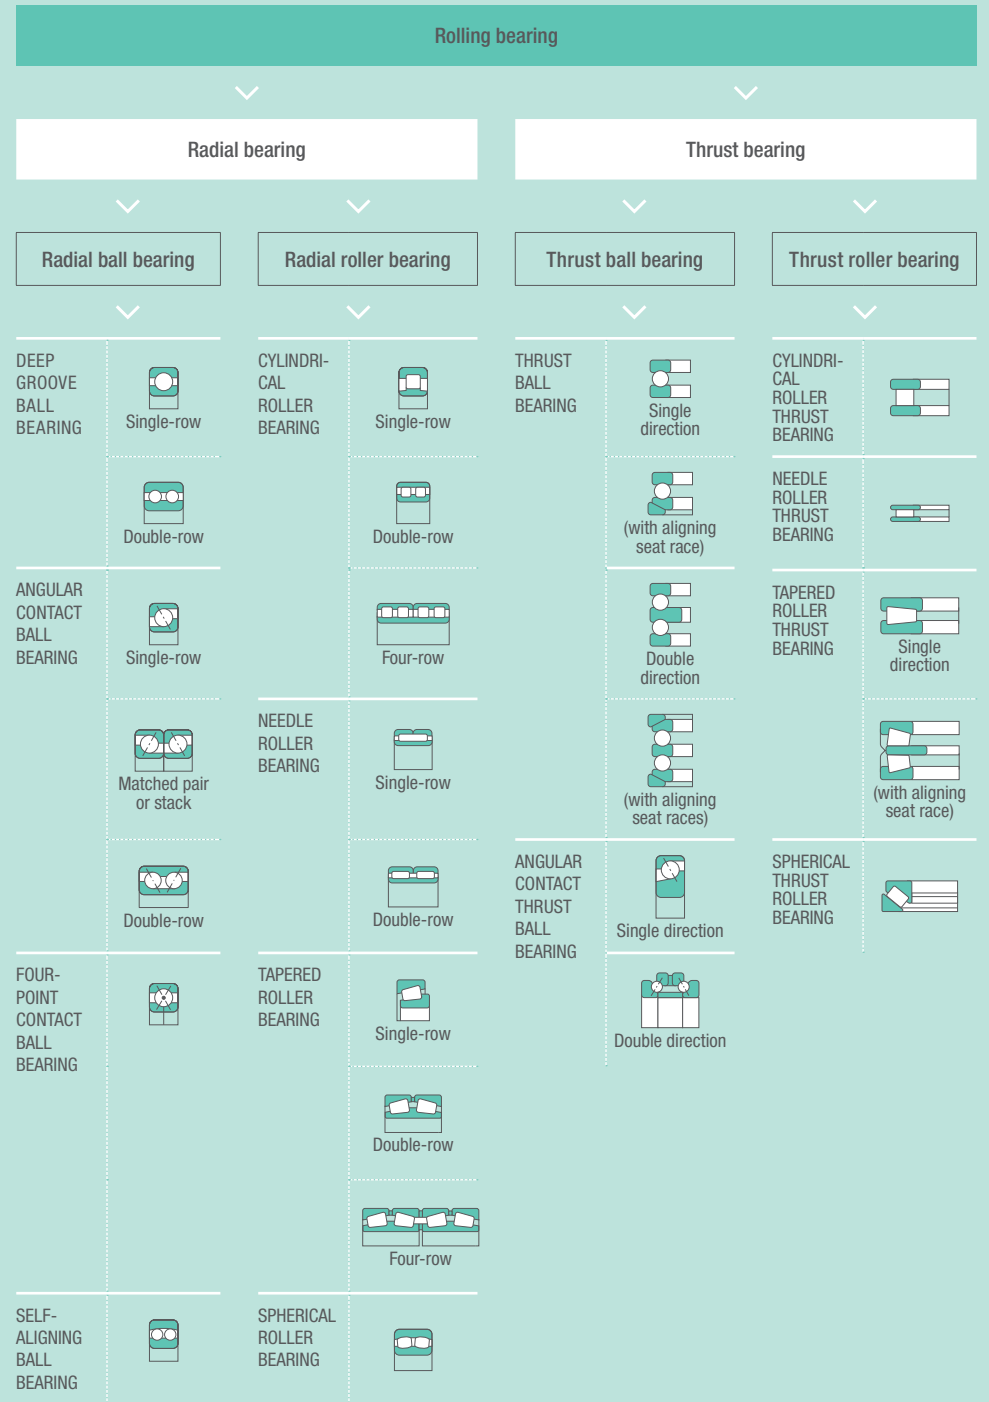 Rolling bearing
Radial bearing
Thrust bearing
Radial ball bearing
Radial roller bearing
Thrust ball bearing
Thrust roller bearing
DEEP
GROOVE
BALL
BEARING
Single-row
Double-row
ANGULAR
CONTACT
BALL
BEARING
Single-row
Matched pair
or stack
Double-row
FOUR-
POINT
CONTACT
BALL
BEARING
SELF-
ALIGNING
BALL
BEARING
CYLINDRI-
CAL
ROLLER
BEARING
Single-row
Double-row
Four-row
NEEDLE
ROLLER
BEARING
Single-row
Double-row
TAPERED
ROLLER
BEARING
Single-row
Double-row
Four-row
SPHERICAL
ROLLER
BEARING
THRUST
BALL
BEARING
Single
direction
(with aligning
seat race)
Double
direction
(with aligning
seat races)
ANGULAR
CONTACT
THRUST
BALL
BEARING
Single direction
Double direction
CYLINDRI-
CAL
ROLLER
THRUST
BEARING
NEEDLE
ROLLER
THRUST
BEARING
TAPERED
ROLLER
THRUST
BEARING
Single
direction
(with aligning
seat race)
SPHERICAL
THRUST
ROLLER
BEARING